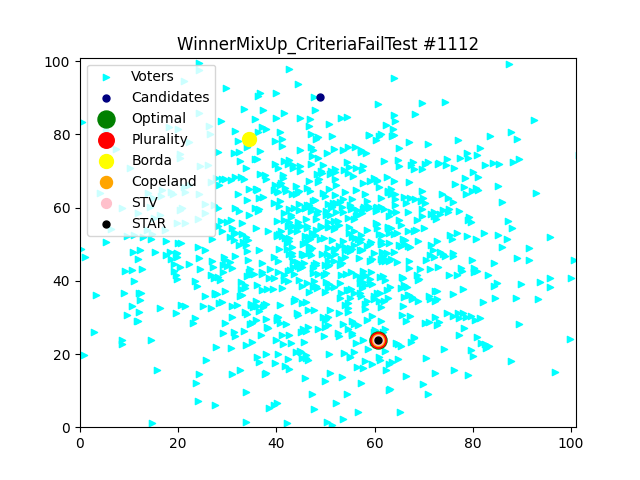 WinnerMixUp_CriteriaFailTest #1112
100
80
60
40
20
0
0
20
40
60
80
100
Voters
Candidates
Optimal
Plurality
Borda
Copeland
STV
STAR